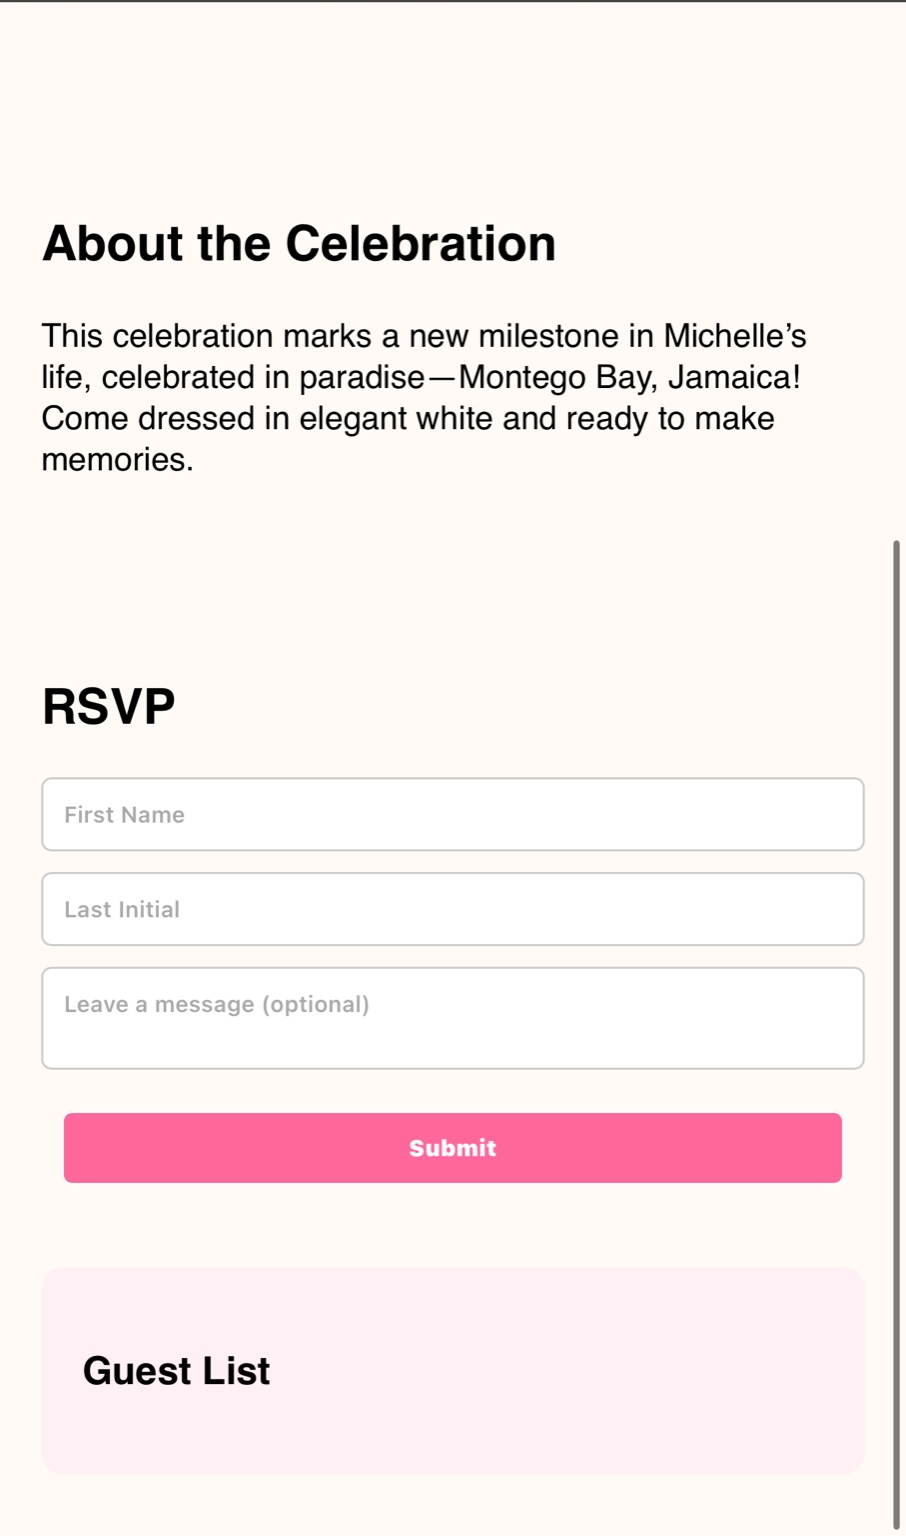 About the Celebration
This celebration marks a new milestone in Michelle’s
life, celebrated in paradise—Montego Bay, Jamaica!
Come dressed in elegant white and ready to make
memories.
RSVP
First Name
Last Initial
Leave a message (optional)
Submit
Guest List